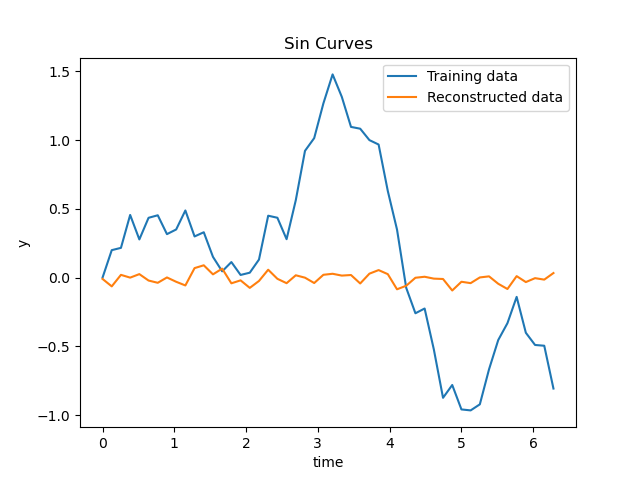 Sin Curves
Training data
Reconstructed data
1.5
1.0
0.5
0.0
−0.5
−1.0
y
0 1 2 3 4 5 6
time